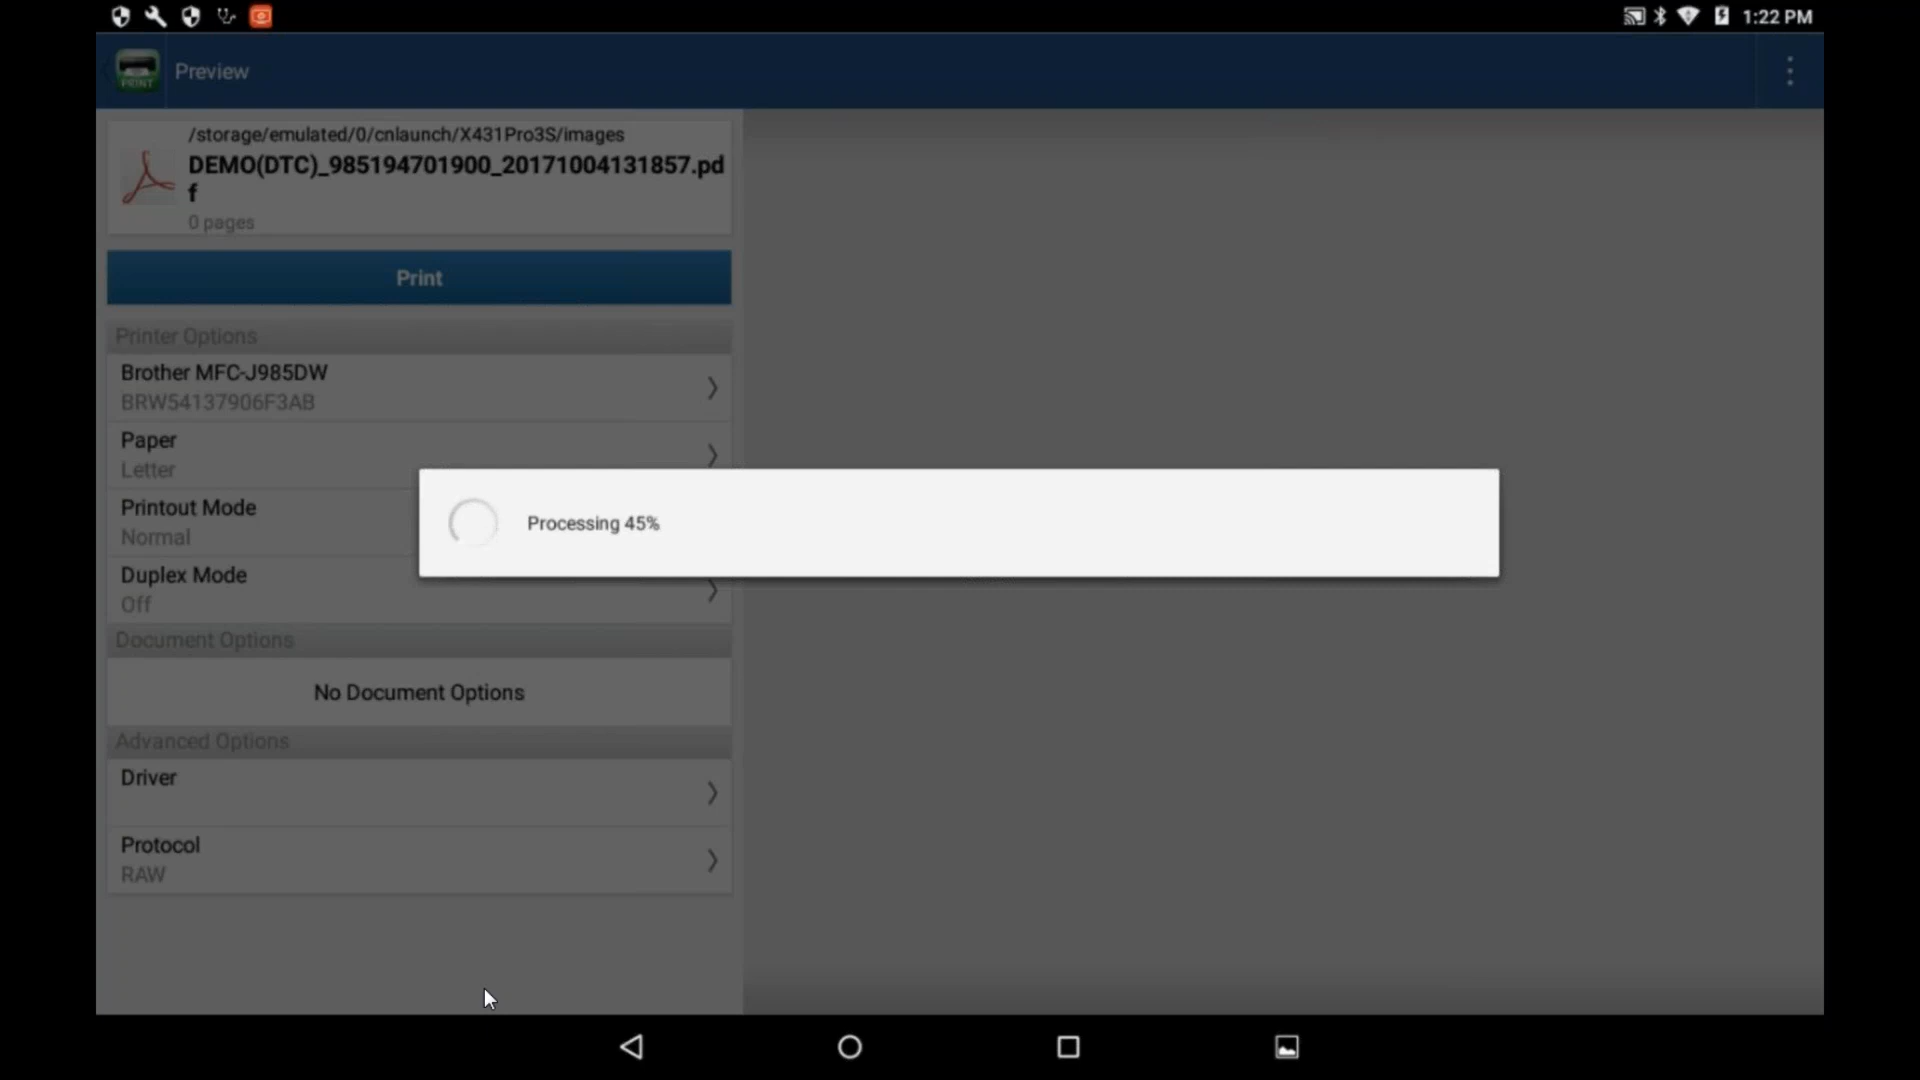 1:22 PM
PRINT
Preview
/storage/emulated/0/cnlaunch/X431Pro3S/images
DEMO(DTC)_985194701900_20171004131857.pd
f
0 pages
Print
Printer Options
Brother MFC-J985DW
BRW54137906F3AB
Paper
Letter
Printout Mode
Normal
Processing 45%
Duplex Mode
Off
Document Options
No Document Options
Advanced Options
Driver
Protocol
RAW